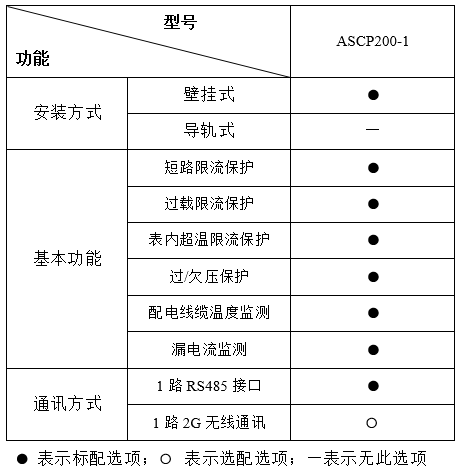 型号
ASCP200-1
功能
安装方式
壁挂式 ●
导轨式 —
基本功能
短路限流保护 ●
过载限流保护 ●
表内超温限流保护 ●
过/欠压保护 ●
配电线缆温度监测 ●
漏电流监测 ●
通讯方式
1 路 RS485 接口 ●
1 路 2G 无线通讯 ○
● 表示标配选项；○ 表示选配选项；—表示无此选项